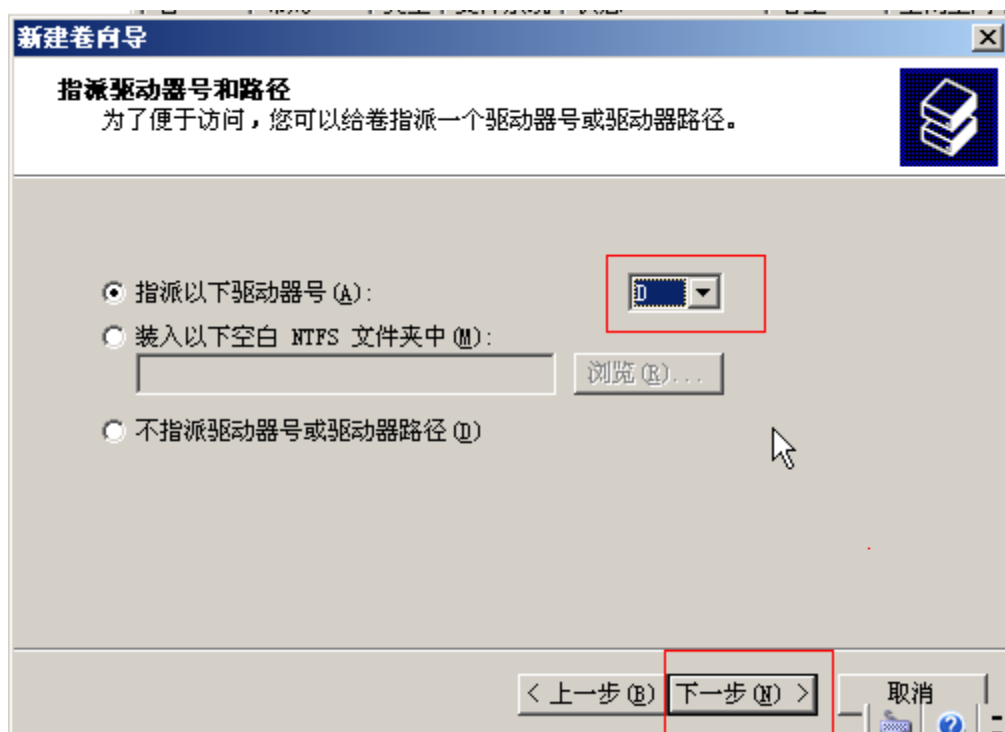 新建卷向导
指派驱动器号和路径
为了便于访问，您可以给卷指派一个驱动器号或驱动器路径。
指派以下驱动器号(A): D
装入以下空白 NTFS 文件夹中(M):
浏览(R)...
不指派驱动器号或驱动器路径(D)
< 上一步(B) 下一步(N) > 取消